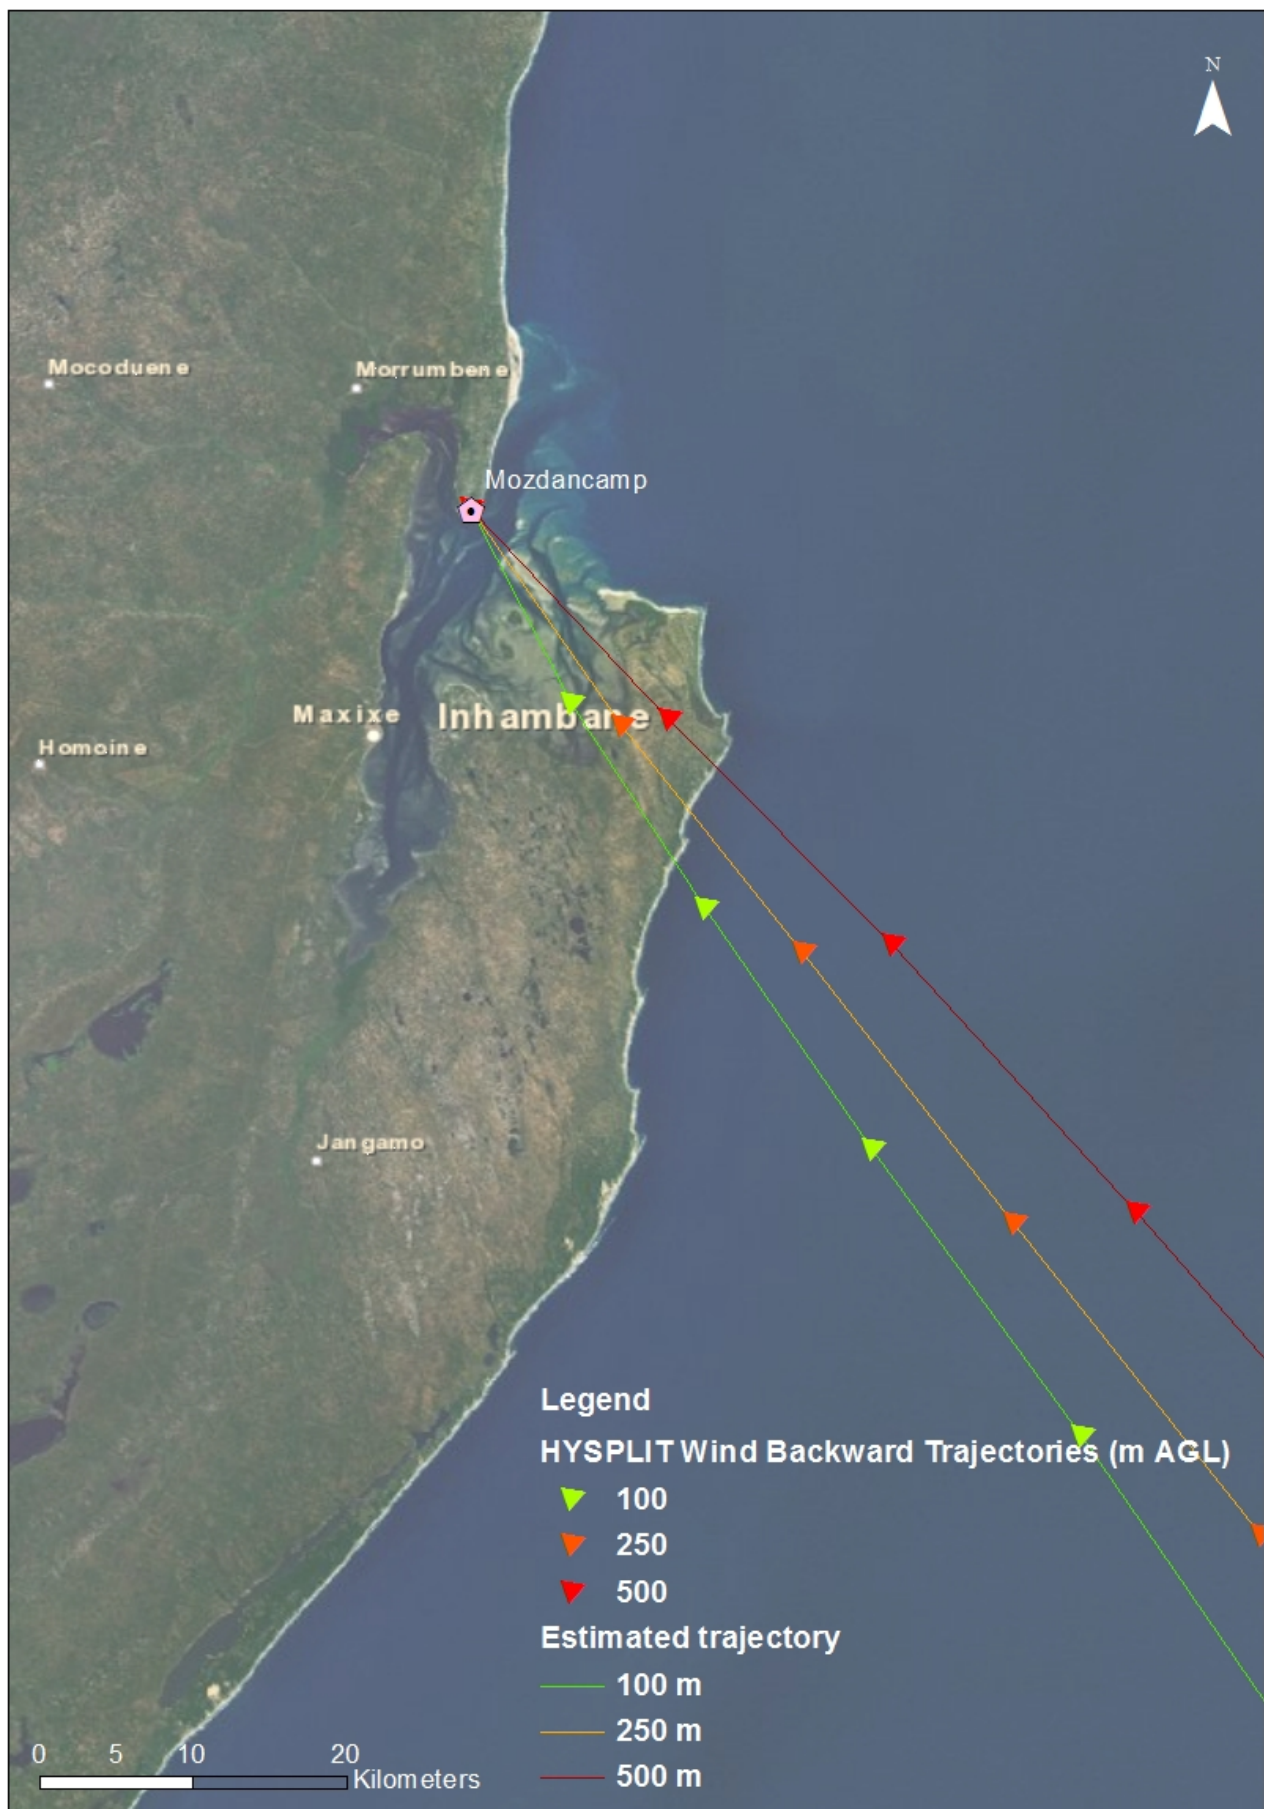 N
Mocoduene
Morrumbene
Mozdancamp
Maxixe
Inhambane
Homoine
Jangamo
Legend
HYSPLIT Wind Backward Trajectories (m AGL)
100
250
500
Estimated trajectory
100 m
250 m
500 m
0 5 10 20
Kilometers